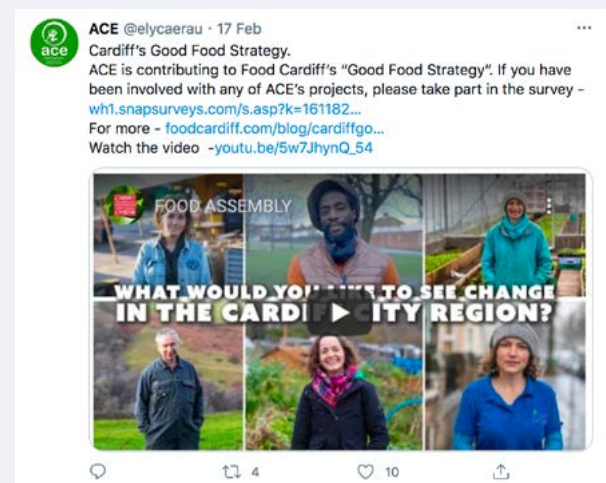 ACE @elycaerau · 17 Feb
ace
Cardiff's Good Food Strategy.
ACE is contributing to Food Cardiff's "Good Food Strategy". If you have
been involved with any of ACE's projects, please take part in the survey -
wh1.snapsurveys.com/s.asp?k=161182...
For more - foodcardiff.com/blog/cardiffgo...
Watch the video -youtu.be/5w7JhynQ_54
FOOD ASSEMBLY
WHAT WOULD YOU TO SEE CHANGE
IN THE CITY REGION?
4
10